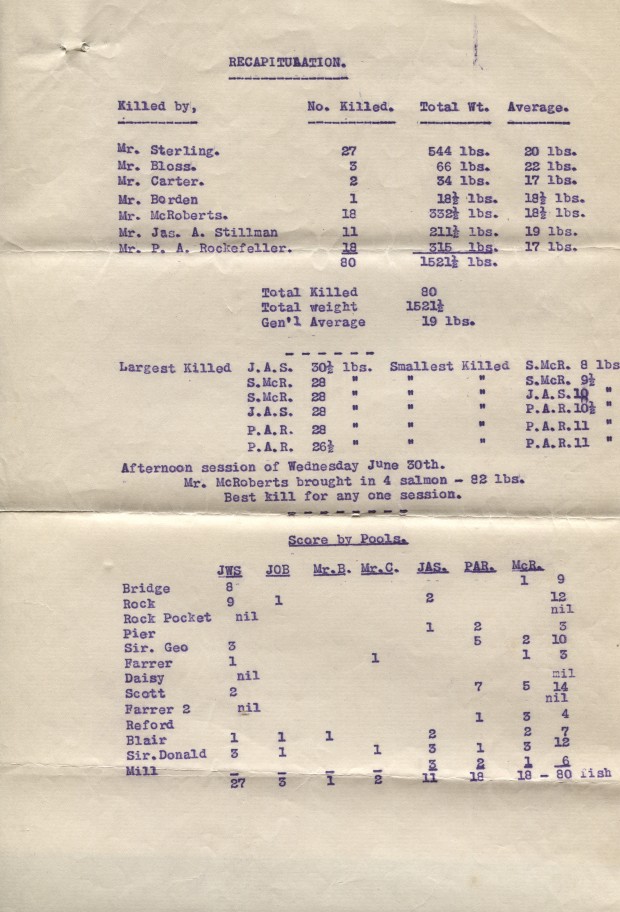 RECAPITULATION.
Killed by, No. Killed. Total Wt. Average.
Mr. Sterling. 27 544 lbs. 20 lbs.
Mr. Bloss. 3 66 lbs. 22 lbs.
Mr. Carter. 2 34 lbs. 17 lbs.
Mr. Borden 1 18½ lbs. 18½ lbs.
Mr. McRoberts. 18 332½ lbs. 18½ lbs.
Mr. Jas. A. Stillman 11 211½ lbs. 19 lbs.
Mr. P. A. Rockefeller. 18 315 lbs. 17 lbs.
80 1521½ lbs.
Total Killed 80
Total weight 1521½
Gen'l Average 19 lbs.
- - - - - -
Largest Killed J.A.S. 30½ lbs. Smallest Killed S.McR. 8 lbs
S.McR. 28 " " " S.McR. 9½
S.McR. 28 " " " J.A.S.10 "
J.A.S. 28 " " " P.A.R.10½ "
P.A.R. 28 " " " P.A.R.11 "
P.A.R. 26½ " " " P.A.R.11 "
Afternoon session of Wednesday June 30th.
Mr. McRoberts brought in 4 salmon - 82 lbs.
Best kill for any one session.
- - - - - - - -
Score by Pools.
JWS JOB Mr.B. Mr.C. JAS. PAR. McR.
Bridge 8 1 9
Rock 9 1 2 12
Rock Pocket nil nil
Pier 1 2 3
Sir. Geo 3 5 2 10
Farrer 1 1 1 3
Daisy nil mil
Scott 2 7 5 14
Farrer 2 nil nil
Reford 1 3 4
Blair 1 1 1 2 2 7
Sir.Donald 3 1 1 3 1 3 12
Mill 3 2 1 6
27 3 1 2 11 18 18 - 80 fish